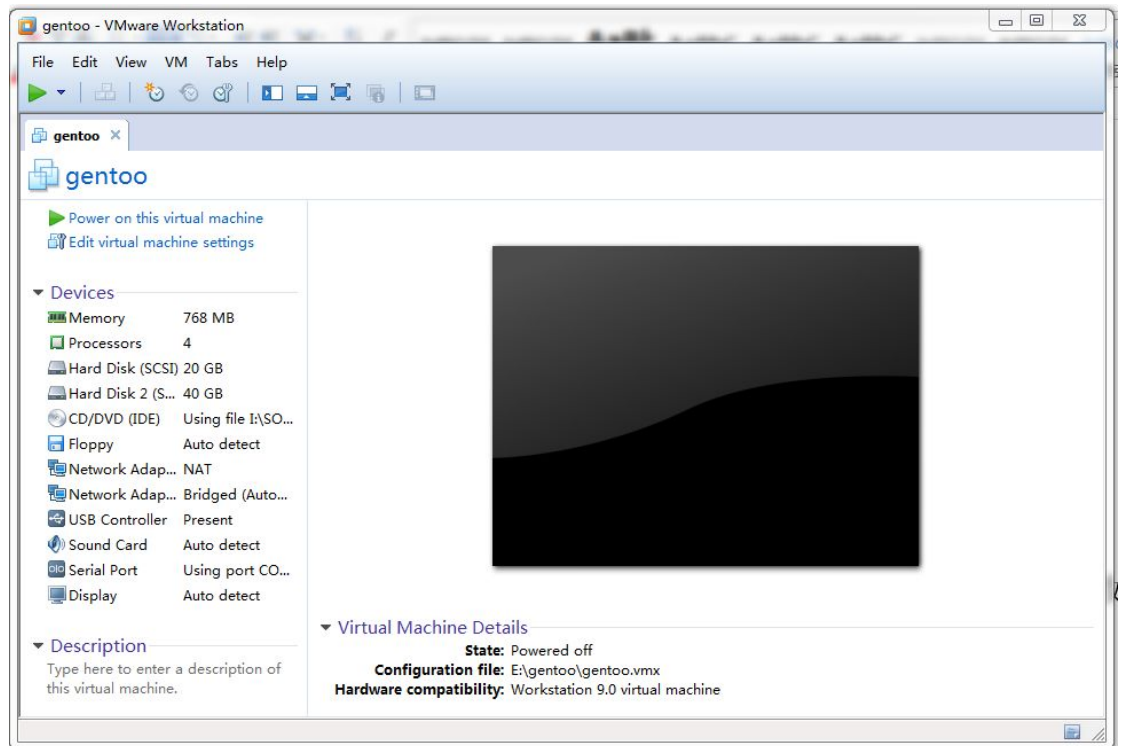 gentoo - VMware Workstation
File Edit View VM Tabs Help
gentoo
gentoo
Power on this virtual machine
Edit virtual machine settings
Devices
Memory 768 MB
Processors 4
Hard Disk (SCSI) 20 GB
Hard Disk 2 (S... 40 GB
CD/DVD (IDE) Using file I:\SO...
Floppy Auto detect
Network Adap... NAT
Network Adap... Bridged (Auto...
USB Controller Present
Sound Card Auto detect
Serial Port Using port CO...
Display Auto detect
Description
Type here to enter a description of
this virtual machine.
Virtual Machine Details
State: Powered off
Configuration file: E:\gentoo\gentoo.vmx
Hardware compatibility: Workstation 9.0 virtual machine